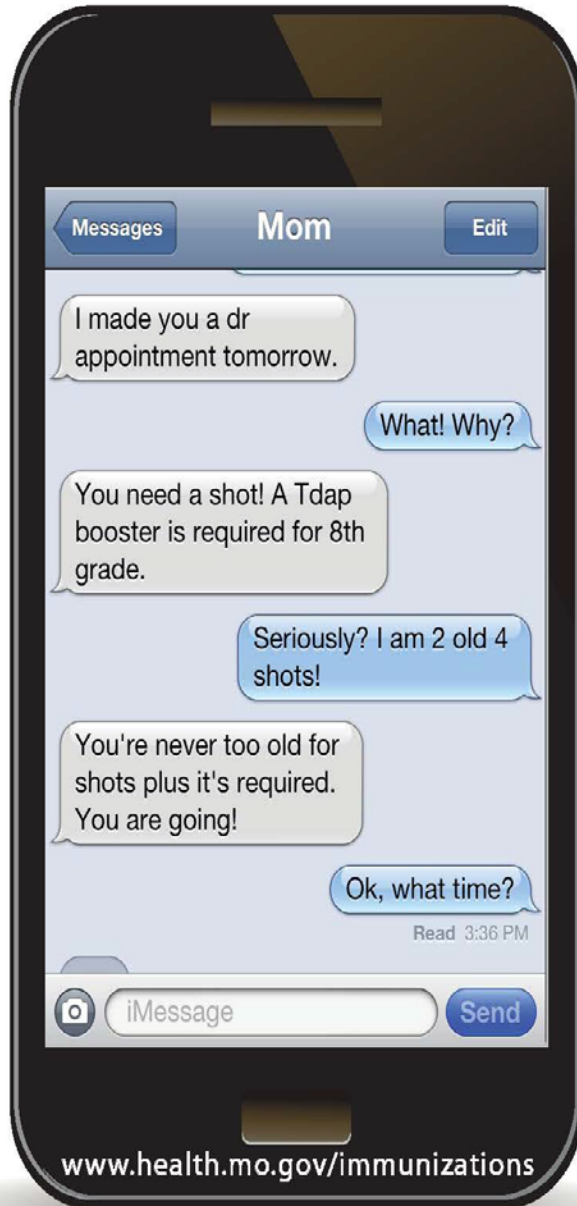 Messages
Mom
Edit
I made you a dr
appointment tomorrow.
What! Why?
You need a shot! A Tdap
booster is required for 8th
grade.
Seriously? I am 2 old 4
shots!
You're never too old for
shots plus it's required.
You are going!
Ok, what time?
Read 3:36 PM
iMessage
Send
www.health.mo.gov/immunizations